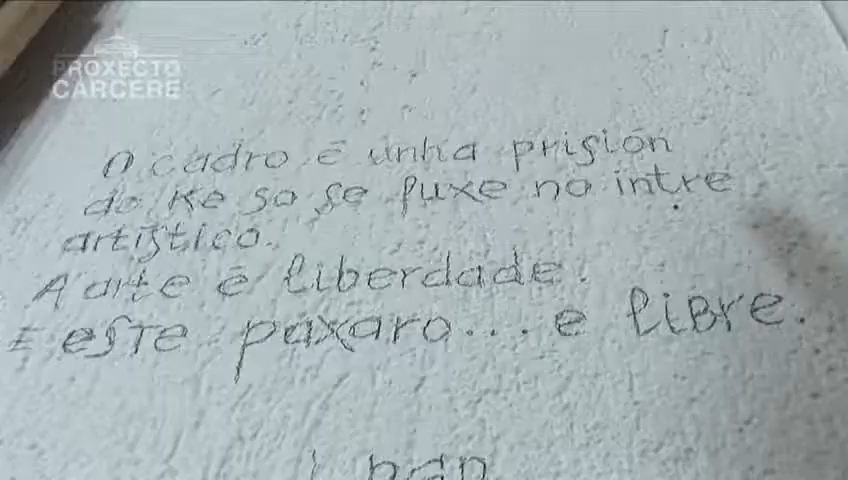 PROXECTO
CÁRCERE
O cadro é unha prisión
do ke so se fuxe no intre
artístico.
A arte é liberdade.
E este paxaro... e libre.